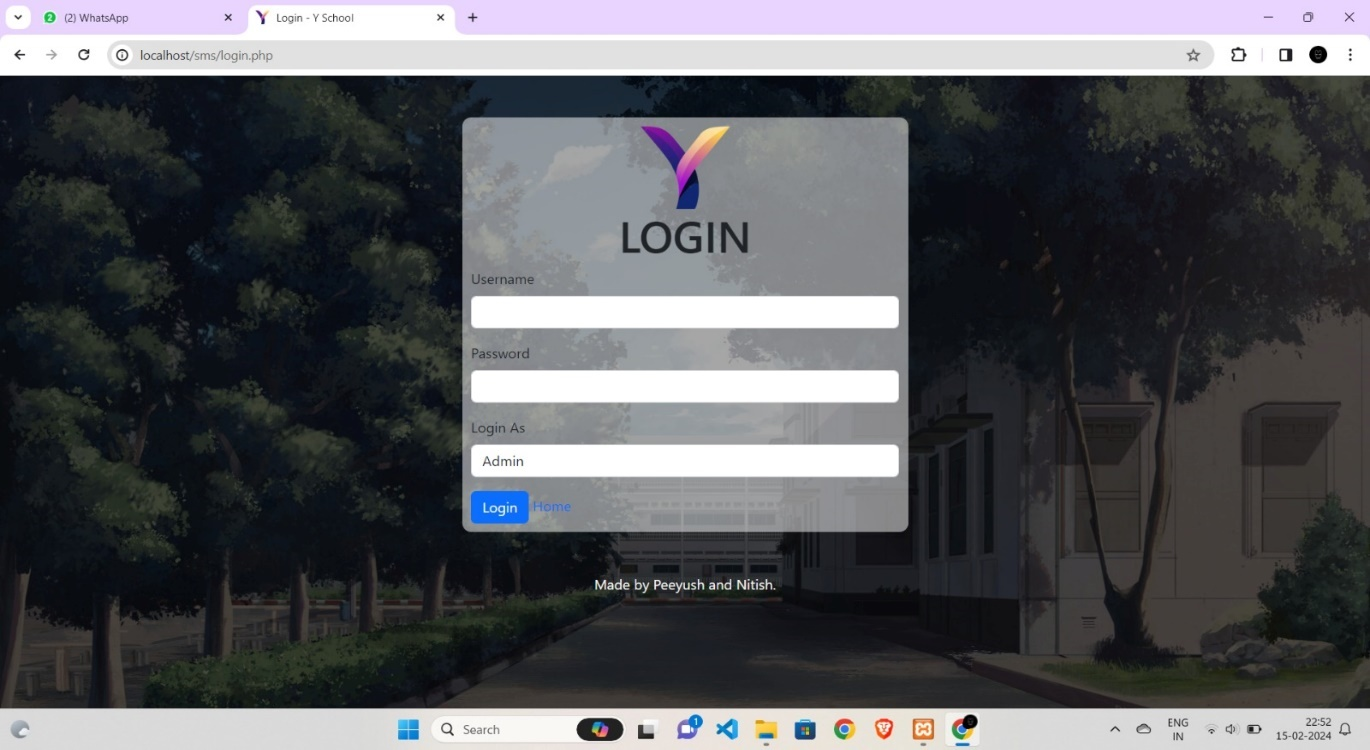 (2) WhatsApp
Login - Y School
localhost/sms/login.php
LOGIN
Username
Password
Login As
Admin
Login Home
Made by Peeyush and Nitish.
Search
1
ENG
IN
22:52
15-02-2024